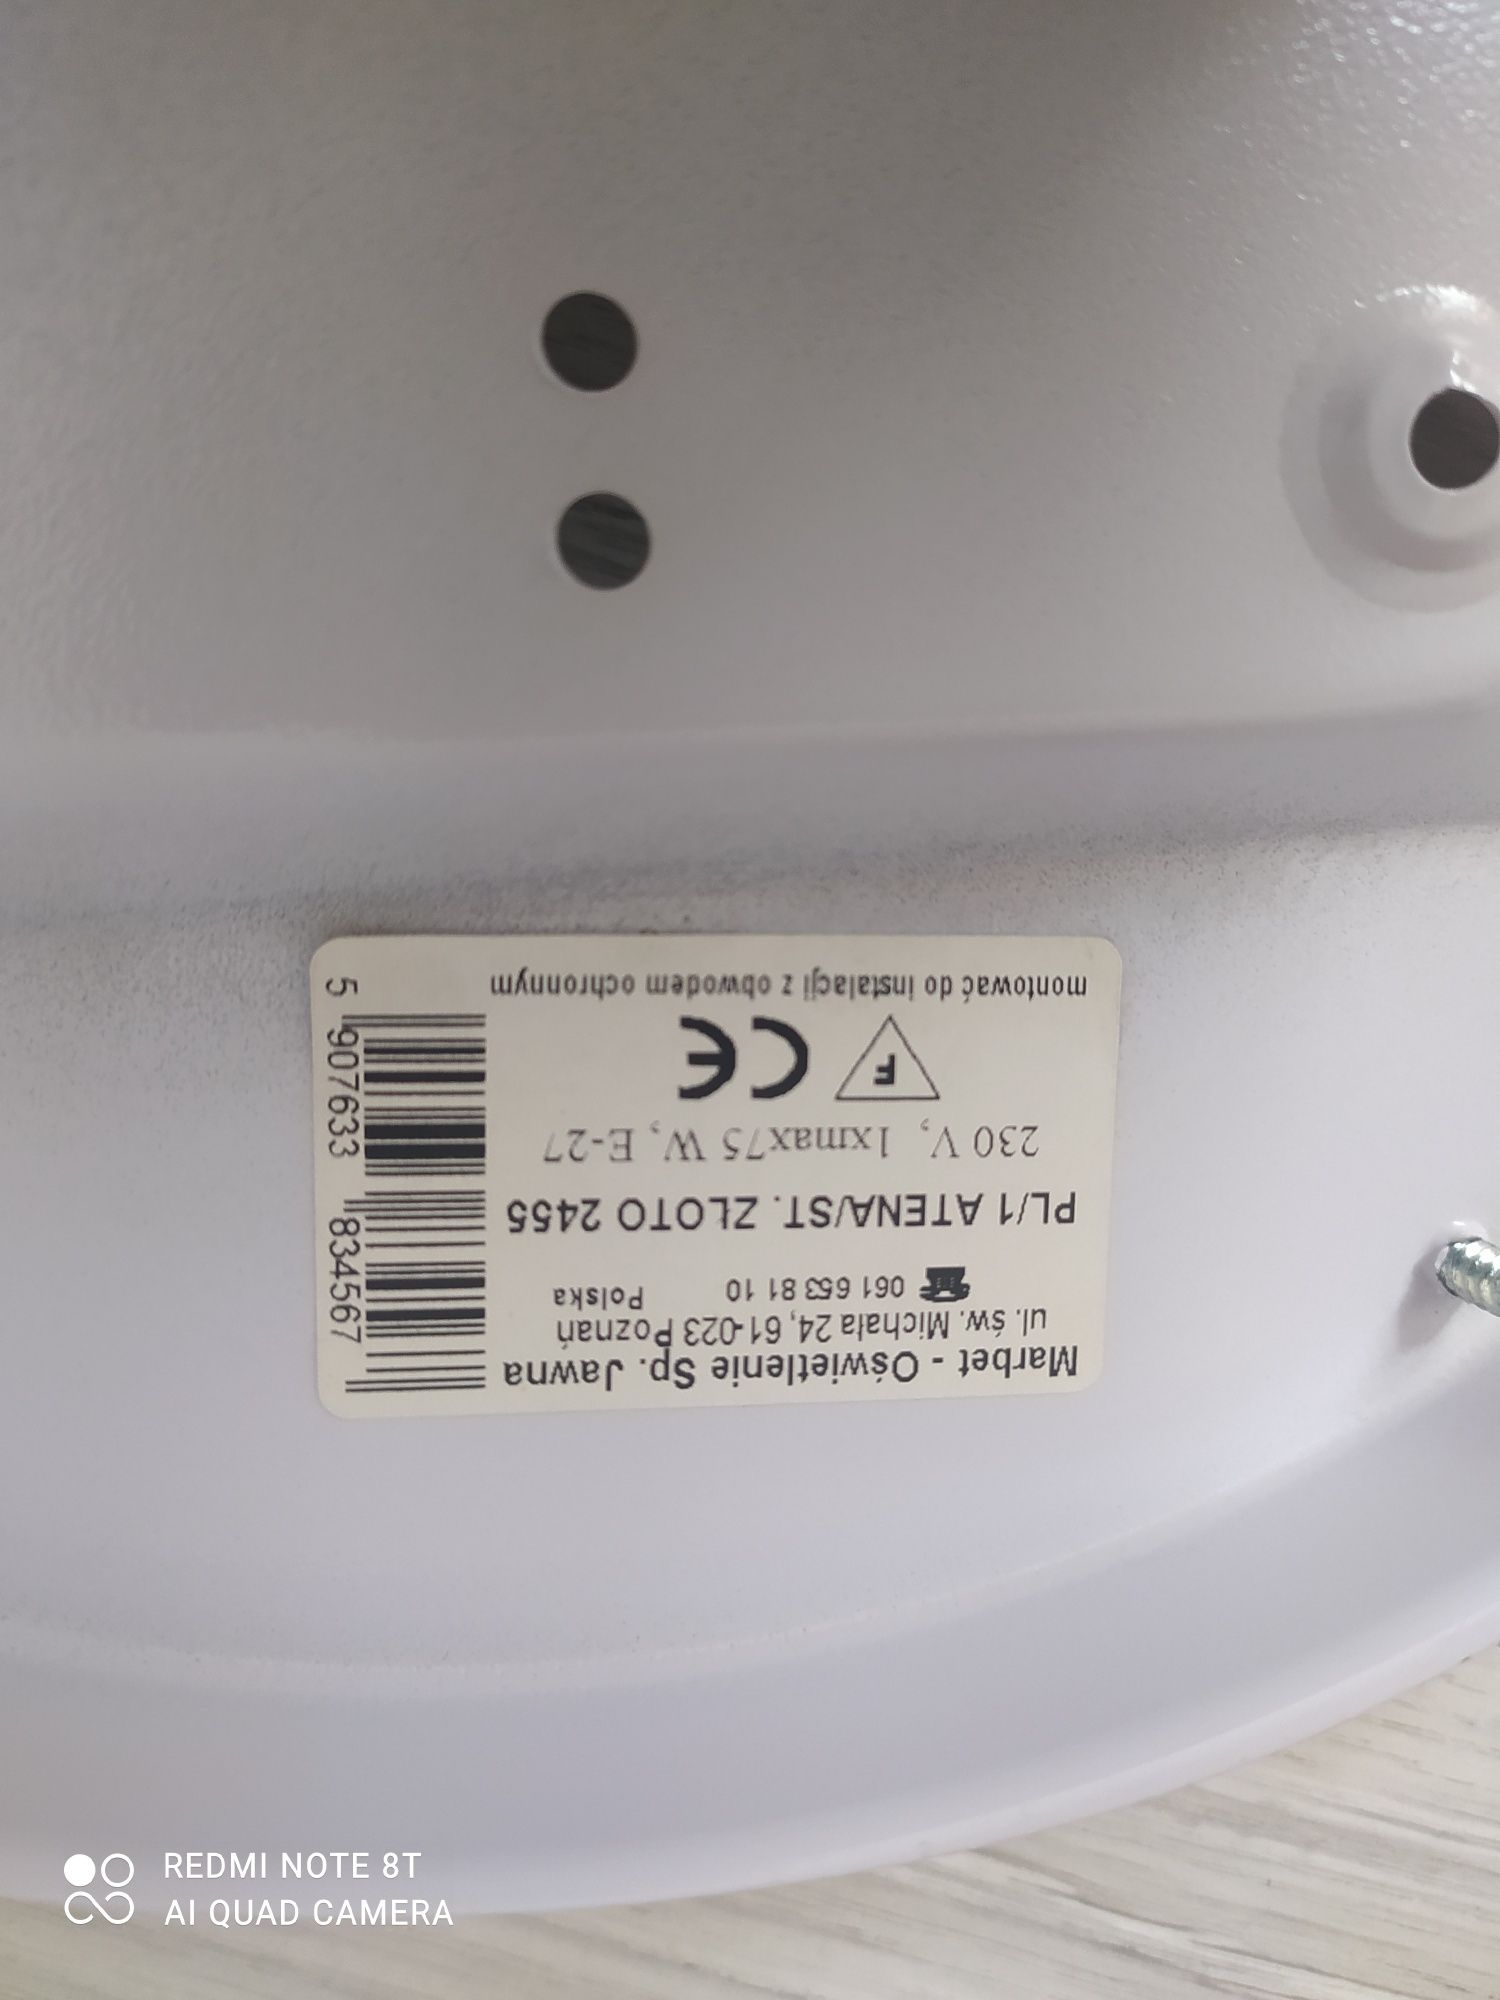 Marbet - Oświetlenie Sp. Jawna
ul. św. Michała 24, 61-023 Poznań
061 653 81 10 Polska
PL/1 ATENA/ST. ZŁOTO 2455
230 V, 1xmax75 W, E-27
F CE
montować do instalacji z obwodem ochronnym
5 907633 834567
REDMI NOTE 8T
AI QUAD CAMERA